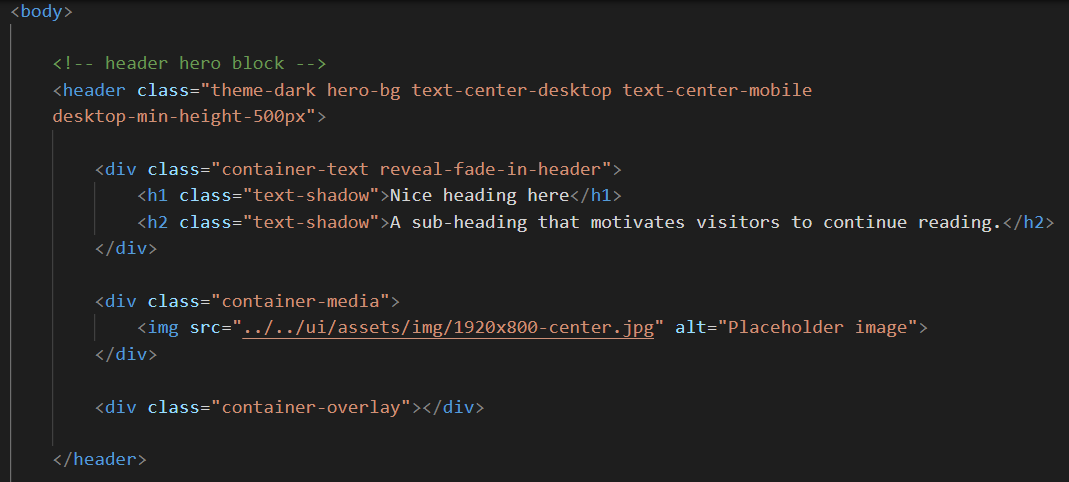 <body>
<!-- header hero block -->
<header class="theme-dark hero-bg text-center-desktop text-center-mobile
desktop-min-height-500px">
<div class="container-text reveal-fade-in-header">
<h1 class="text-shadow">Nice heading here</h1>
<h2 class="text-shadow">A sub-heading that motivates visitors to continue reading.</h2>
</div>
<div class="container-media">
<img src="../../ui/assets/img/1920x800-center.jpg" alt="Placeholder image">
</div>
<div class="container-overlay"></div>
</header>